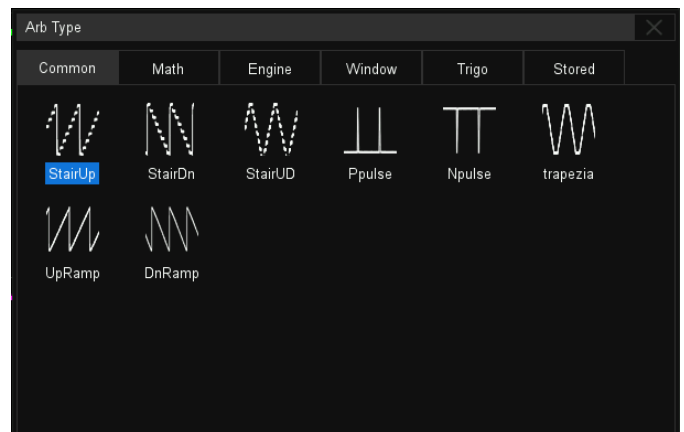 Arb Type
Common Math Engine Window Trigo Stored
StairUp StairDn StairUD Ppulse Npulse trapezia
UpRamp DnRamp